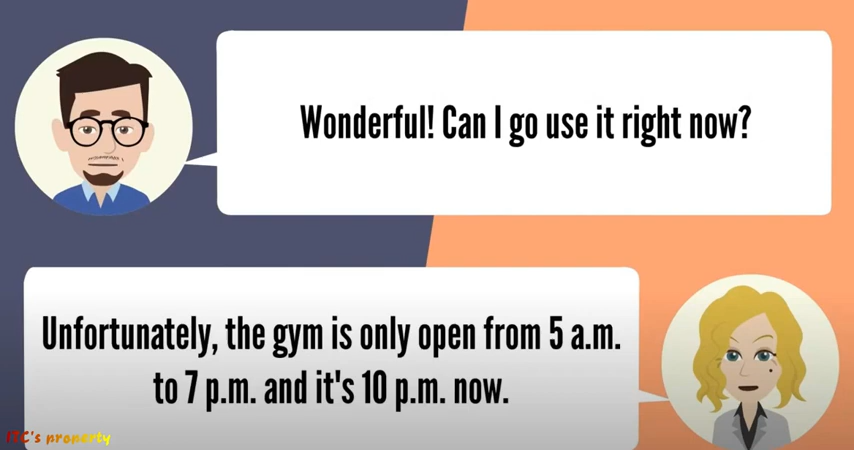 Wonderful! Can I go use it right now?
Unfortunately, the gym is only open from 5 a.m.
to 7 p.m. and it's 10 p.m. now.
ITC's property